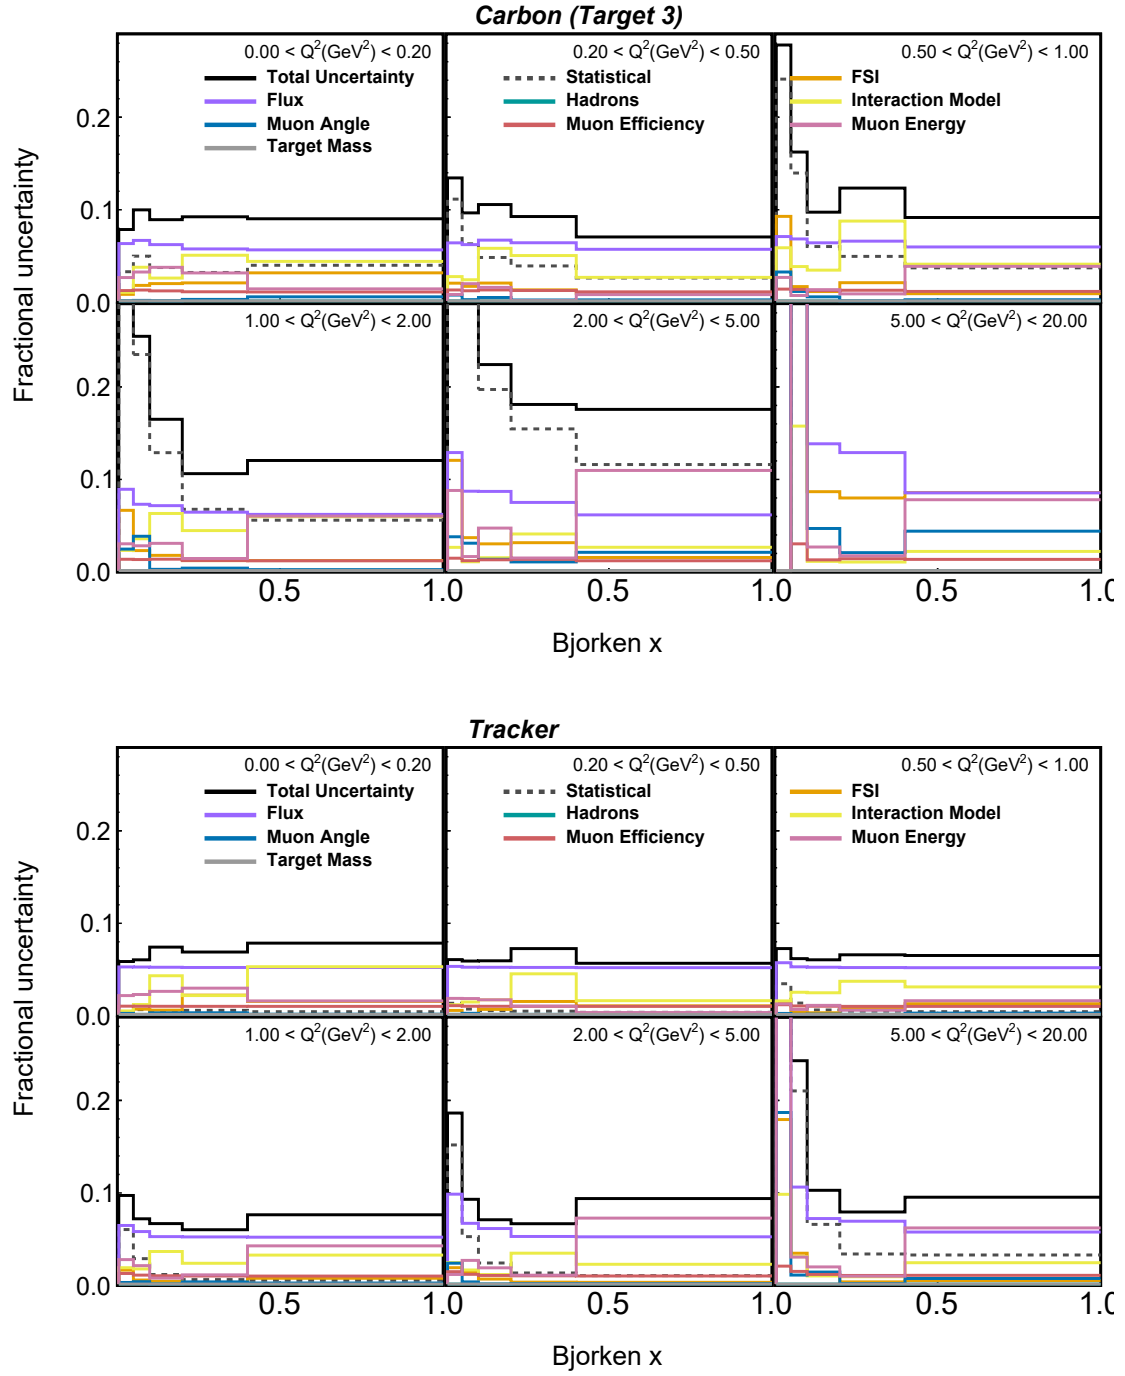 Carbon (Target 3)
Fractional uncertainty
0.00 < Q²(GeV²) < 0.20
0.20 < Q²(GeV²) < 0.50
0.50 < Q²(GeV²) < 1.00
Total Uncertainty
Statistical
FSI
Flux
Hadrons
Interaction Model
Muon Angle
Muon Efficiency
Muon Energy
Target Mass
0.2
0.1
0.0
1.00 < Q²(GeV²) < 2.00
2.00 < Q²(GeV²) < 5.00
5.00 < Q²(GeV²) < 20.00
0.2
0.1
0.0
0.5
1.0
0.5
1.0
0.5
1.0
Bjorken x
Tracker
Fractional uncertainty
0.00 < Q²(GeV²) < 0.20
0.20 < Q²(GeV²) < 0.50
0.50 < Q²(GeV²) < 1.00
Total Uncertainty
Statistical
FSI
Flux
Hadrons
Interaction Model
Muon Angle
Muon Efficiency
Muon Energy
Target Mass
0.2
0.1
0.0
1.00 < Q²(GeV²) < 2.00
2.00 < Q²(GeV²) < 5.00
5.00 < Q²(GeV²) < 20.00
0.2
0.1
0.0
0.5
1.0
0.5
1.0
0.5
1.0
Bjorken x